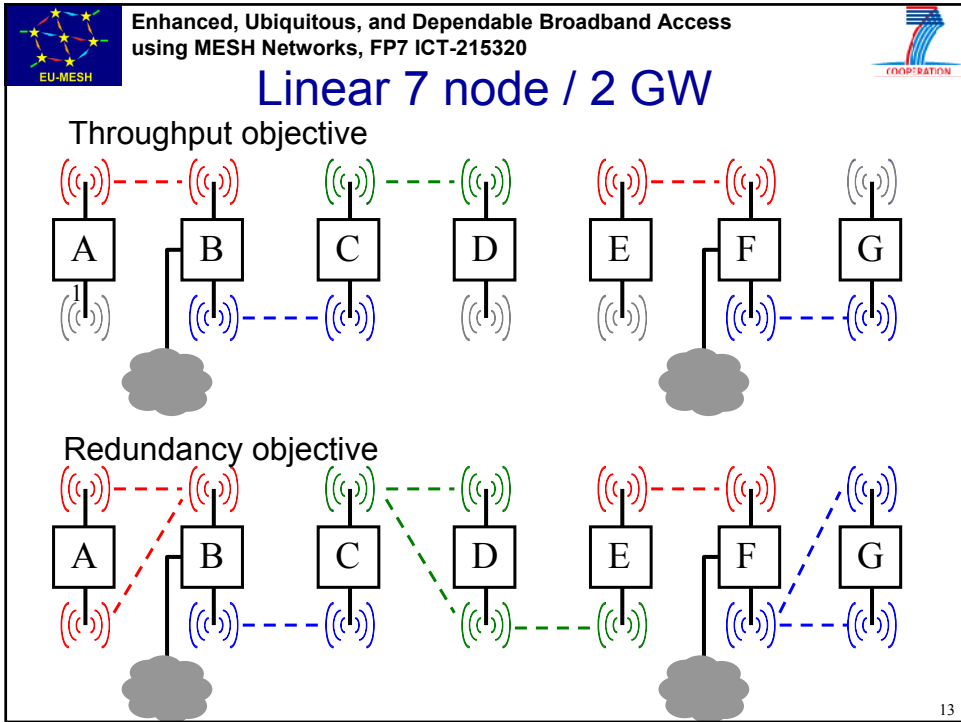 Enhanced, Ubiquitous, and Dependable Broadband Access
using MESH Networks, FP7 ICT-215320
EU-MESH
7
COOPERATION
Linear 7 node / 2 GW
Throughput objective
A B C D E F G
1
Redundancy objective
A B C D E F G
13